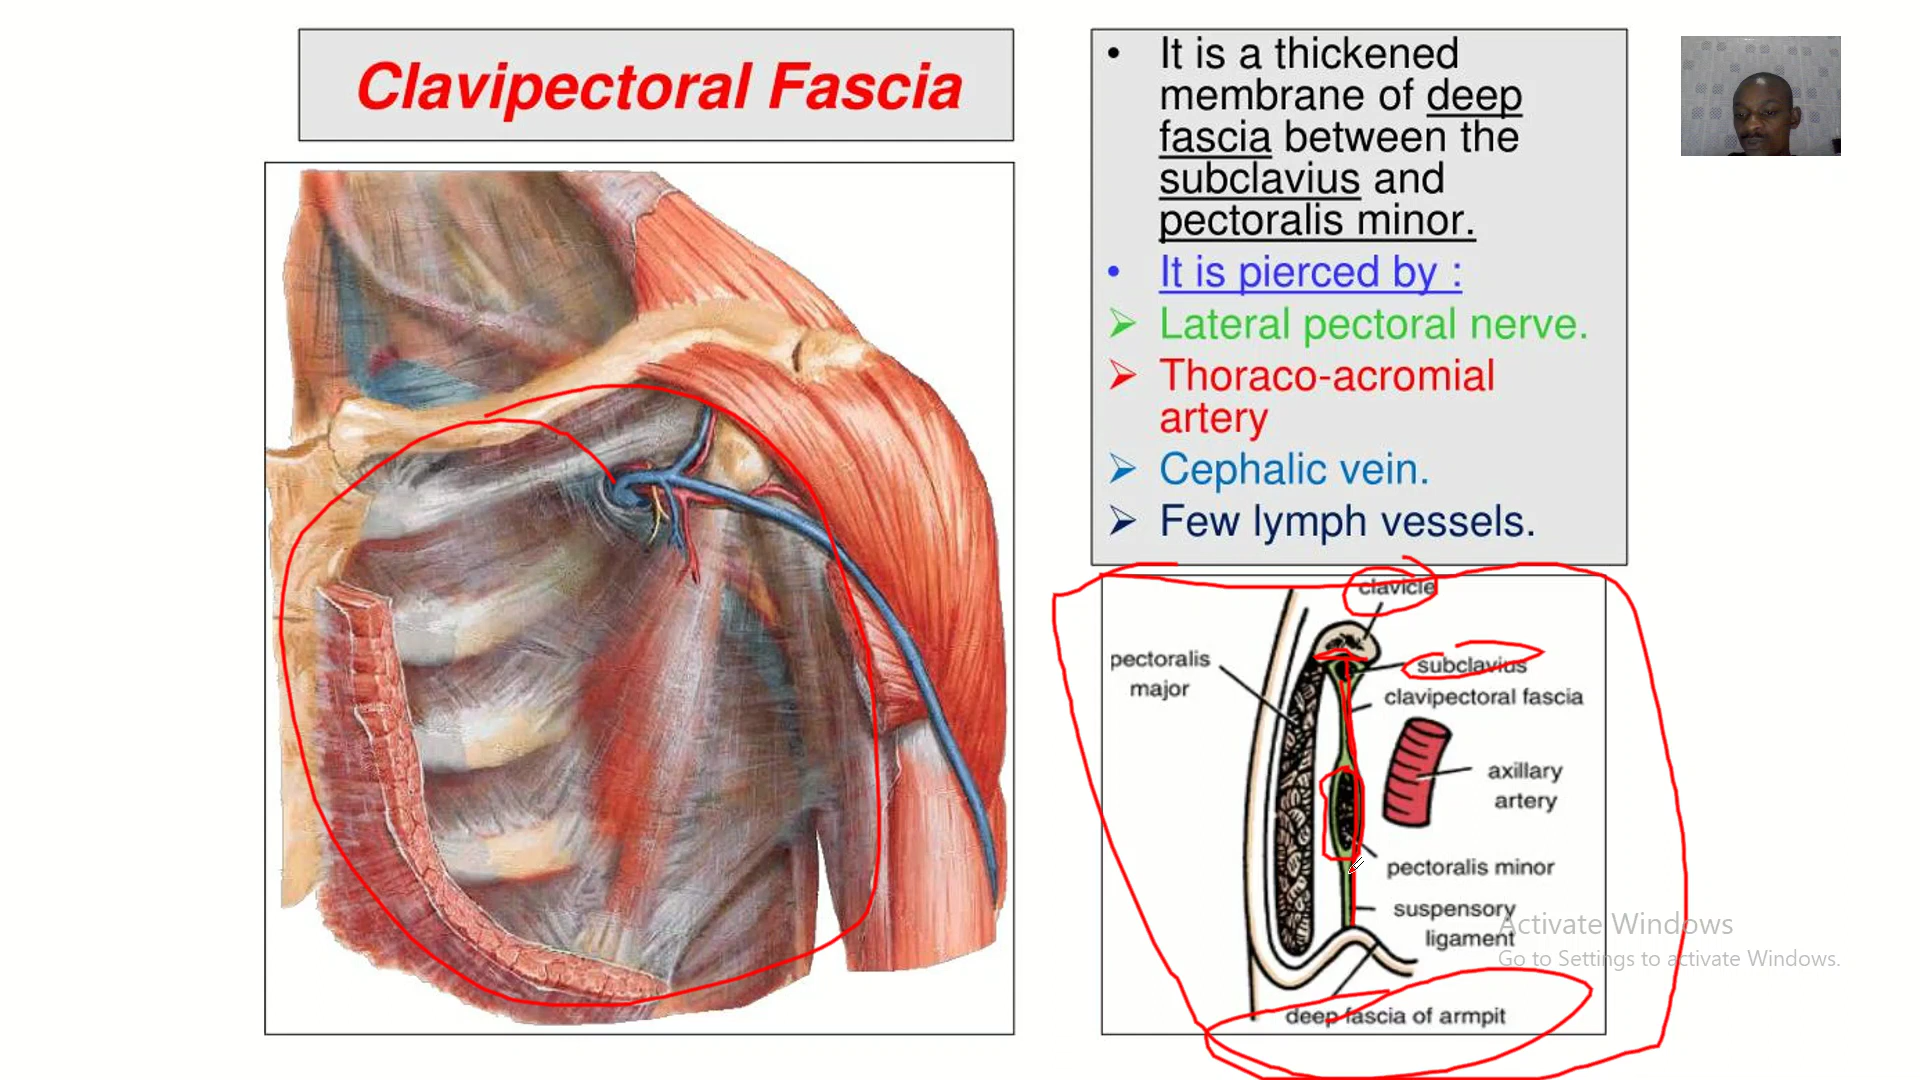 Clavipectoral Fascia
• It is a thickened
membrane of deep
fascia between the
subclavius and
pectoralis minor.
• It is pierced by :
➢ Lateral pectoral nerve.
➢ Thoraco-acromial
artery
➢ Cephalic vein.
➢ Few lymph vessels.
clavicle
pectoralis
major
subclavius
clavipectoral fascia
axillary
artery
pectoralis minor
suspensory
ligament
deep fascia of armpit
Activate Windows
Go to Settings to activate Windows.